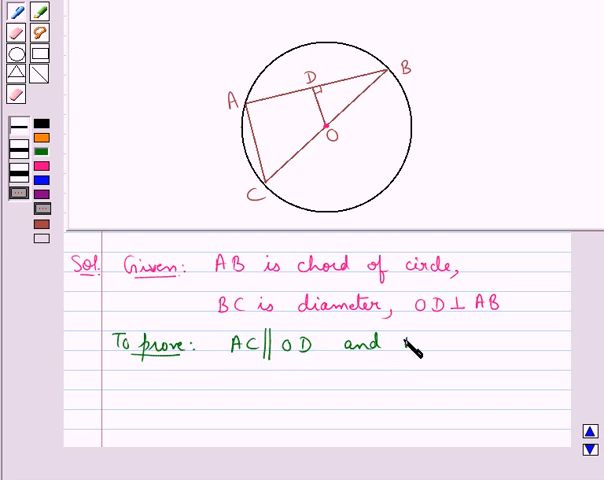 D
B
A
O
C
Sol. Given: AB is chord of circle,
BC is diameter, OD⊥AB
To prove: AC||OD and